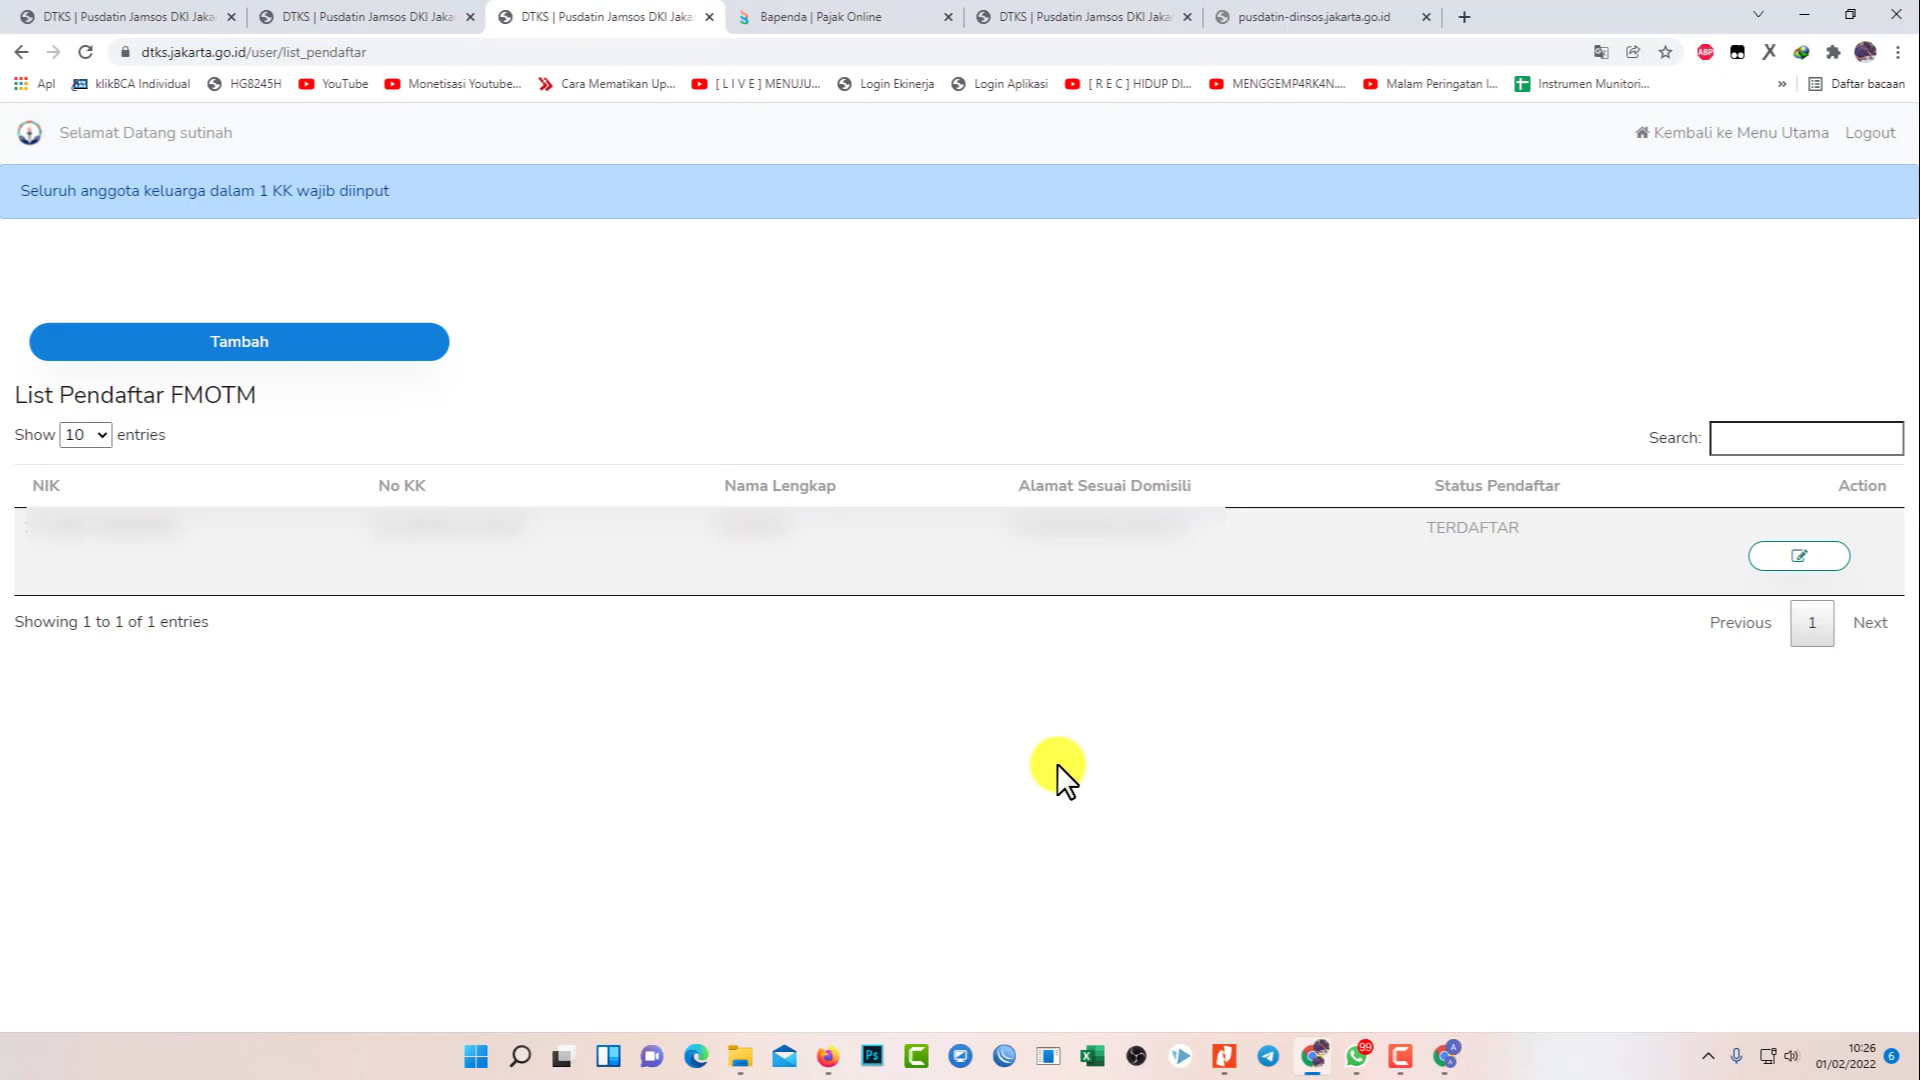 DTKS | Pusdatin Jamsos DKI Jaka
DTKS | Pusdatin Jamsos DKI Jaka
DTKS | Pusdatin Jamsos DKI Jaka
Bapenda | Pajak Online
DTKS | Pusdatin Jamsos DKI Jaka
pusdatin-dinsos.jakarta.go.id
dtks.jakarta.go.id/user/list_pendaftar
ABP
Apl
klikBCA Individual
HG8245H
YouTube
Monetisasi Youtube...
Cara Mematikan Up...
[ L I V E ] MENUJU...
Login Ekinerja
Login Aplikasi
[ R E C ] HIDUP DI...
MENGGEMP4RK4N....
Malam Peringatan I...
Instrumen Munitori...
»
Daftar bacaan
Selamat Datang sutinah
Kembali ke Menu Utama
Logout
Seluruh anggota keluarga dalam 1 KK wajib diinput
Tambah
List Pendaftar FMOTM
Show 10 entries
Search:
NIK
No KK
Nama Lengkap
Alamat Sesuai Domisili
Status Pendaftar
Action
TERDAFTAR
Showing 1 to 1 of 1 entries
Previous
1
Next
Ps
99
A
10:26
01/02/2022
6